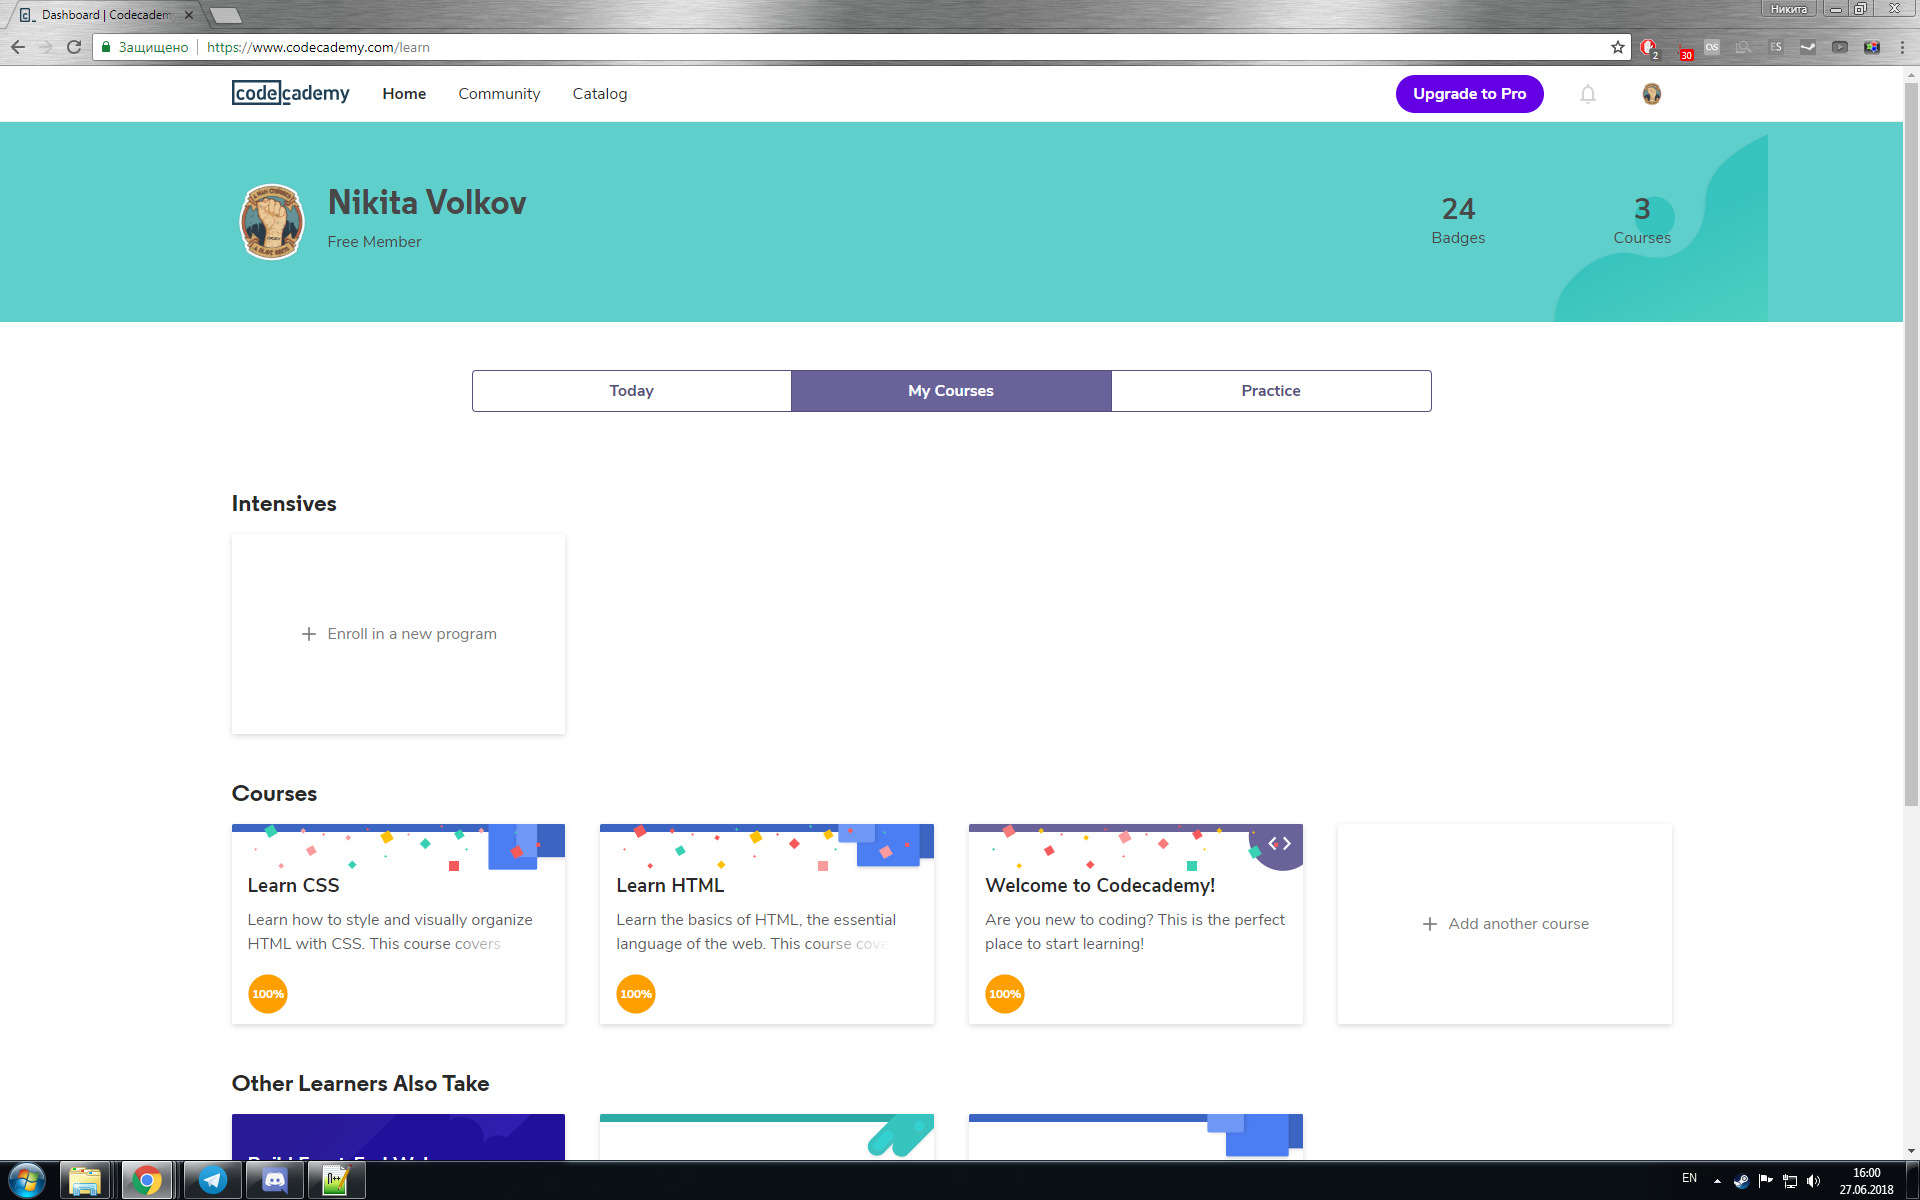 Dashboard | Codecadem
Никита
Защищено
https://www.codecademy.com/learn
2
30
ES
codecademy
Home
Community
Catalog
Upgrade to Pro
Nikita Volkov
Free Member
24
Badges
3
Courses
Today
My Courses
Practice
Intensives
Enroll in a new program
Courses
Learn CSS
Learn how to style and visually organize
HTML with CSS. This course covers
100%
Learn HTML
Learn the basics of HTML, the essential
language of the web. This course cove
100%
Welcome to Codecademy!
Are you new to coding? This is the perfect
place to start learning!
100%
Add another course
Other Learners Also Take
EN
16:00
27.06.2018